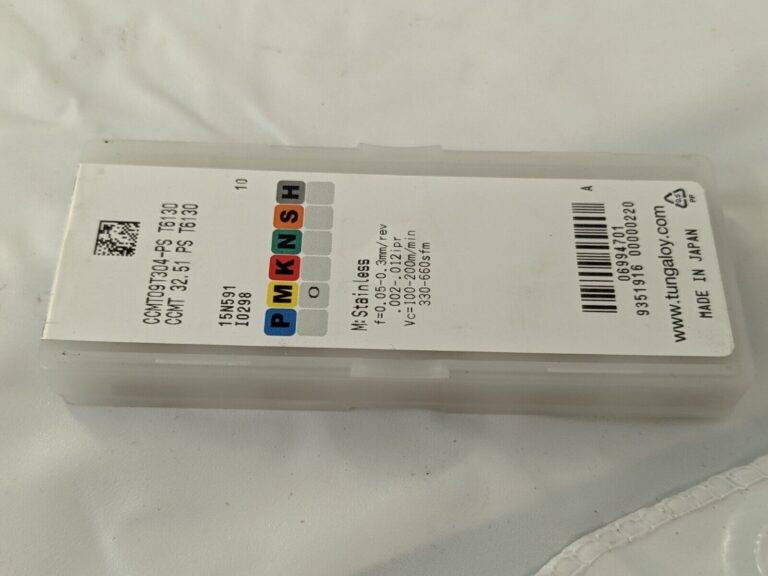 CCMT09T304-PS T6130
CCMT 32.51 PS T6130
15N591 10
I0298
P M K N S H
O
M:Stainless
f=0.05-0.3mm/rev
.002-.012ipr
Vc=100-200m/min
330-660sfm
A
06994701
9351916 00000220
www.tungaloy.com
PP
MADE IN JAPAN